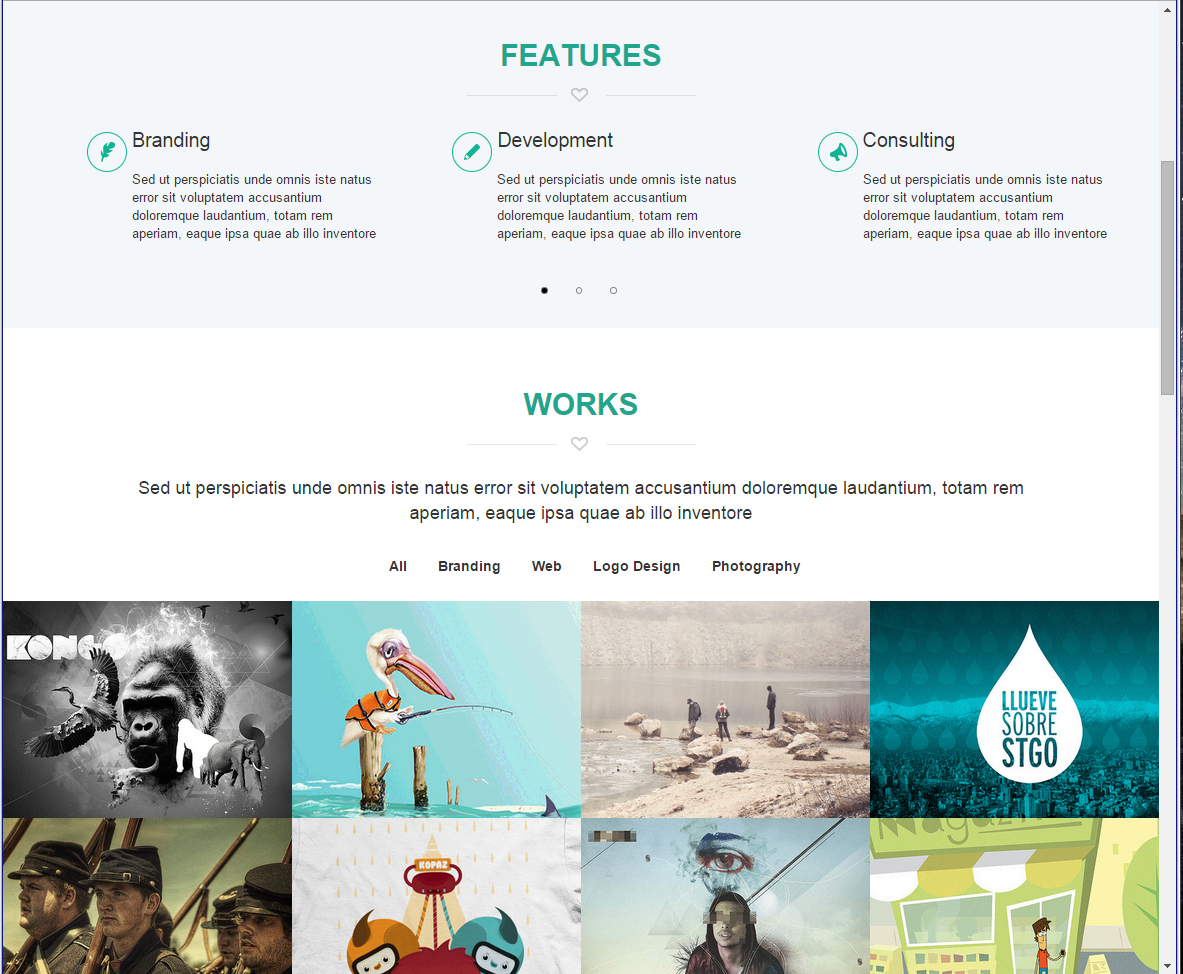 FEATURES
Branding
Sed ut perspiciatis unde omnis iste natus
error sit voluptatem accusantium
doloremque laudantium, totam rem
aperiam, eaque ipsa quae ab illo inventore
Development
Sed ut perspiciatis unde omnis iste natus
error sit voluptatem accusantium
doloremque laudantium, totam rem
aperiam, eaque ipsa quae ab illo inventore
Consulting
Sed ut perspiciatis unde omnis iste natus
error sit voluptatem accusantium
doloremque laudantium, totam rem
aperiam, eaque ipsa quae ab illo inventore
WORKS
Sed ut perspiciatis unde omnis iste natus error sit voluptatem accusantium doloremque laudantium, totam rem
aperiam, eaque ipsa quae ab illo inventore
All Branding Web Logo Design Photography
KONGO
LLUEVE
SOBRE
STGO
KOPAZ